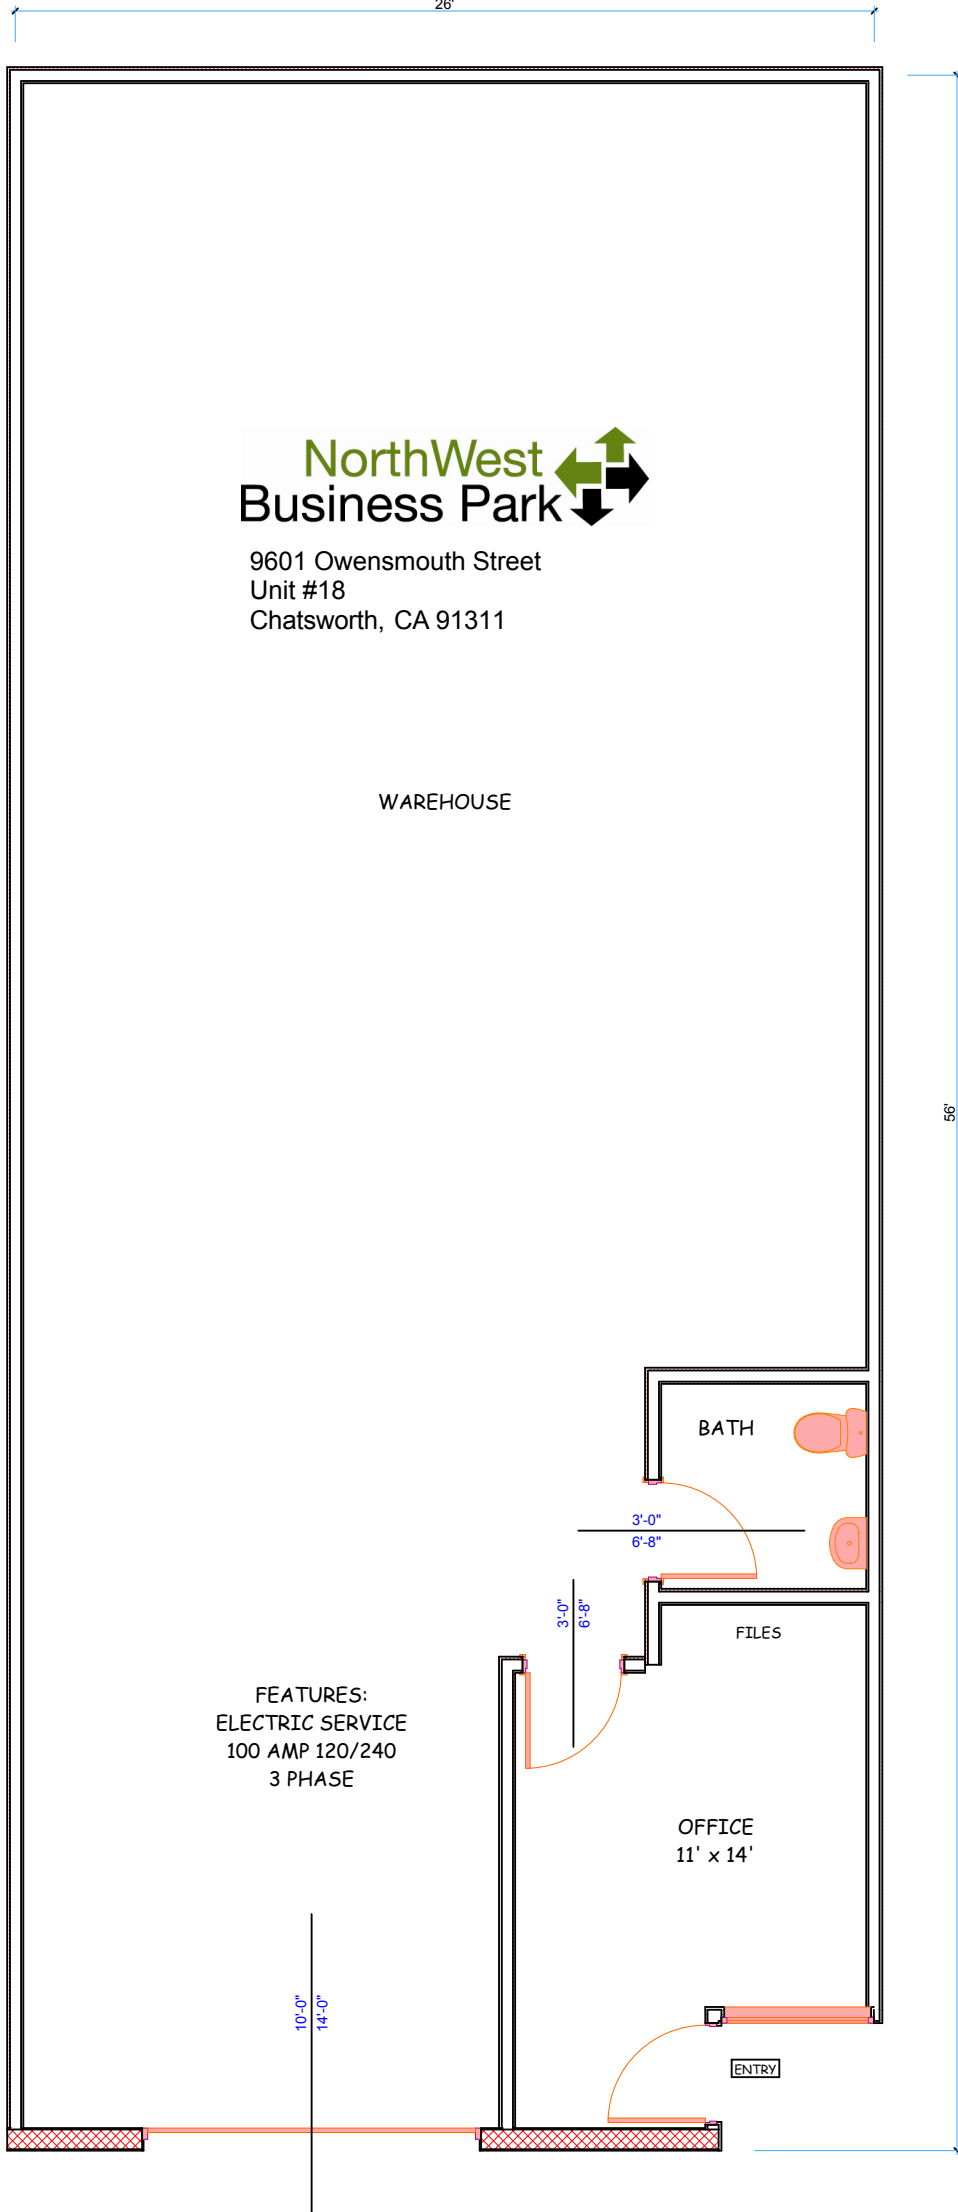 26'
NorthWest
Business Park
9601 Owensmouth Street
Unit #18
Chatsworth, CA 91311
WAREHOUSE
56'
BATH
3'-0"
6'-8"
3'-0"
6'-8"
FILES
FEATURES:
ELECTRIC SERVICE
100 AMP 120/240
3 PHASE
OFFICE
11' x 14'
10'-0"
14'-0"
ENTRY